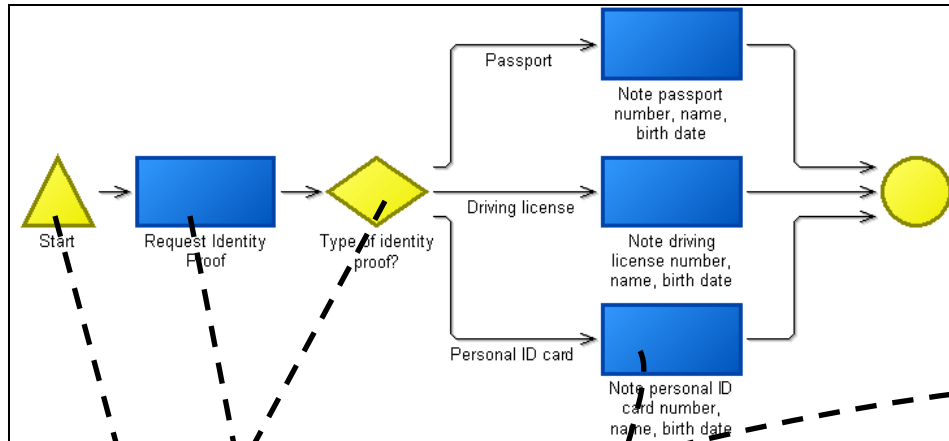 Passport
Note passport
number, name,
birth date
Start
Request Identity
Proof
Type of identity
proof?
Driving license
Note driving
license number,
name, birth date
Personal ID card
Note personal ID
card number,
name, birth date